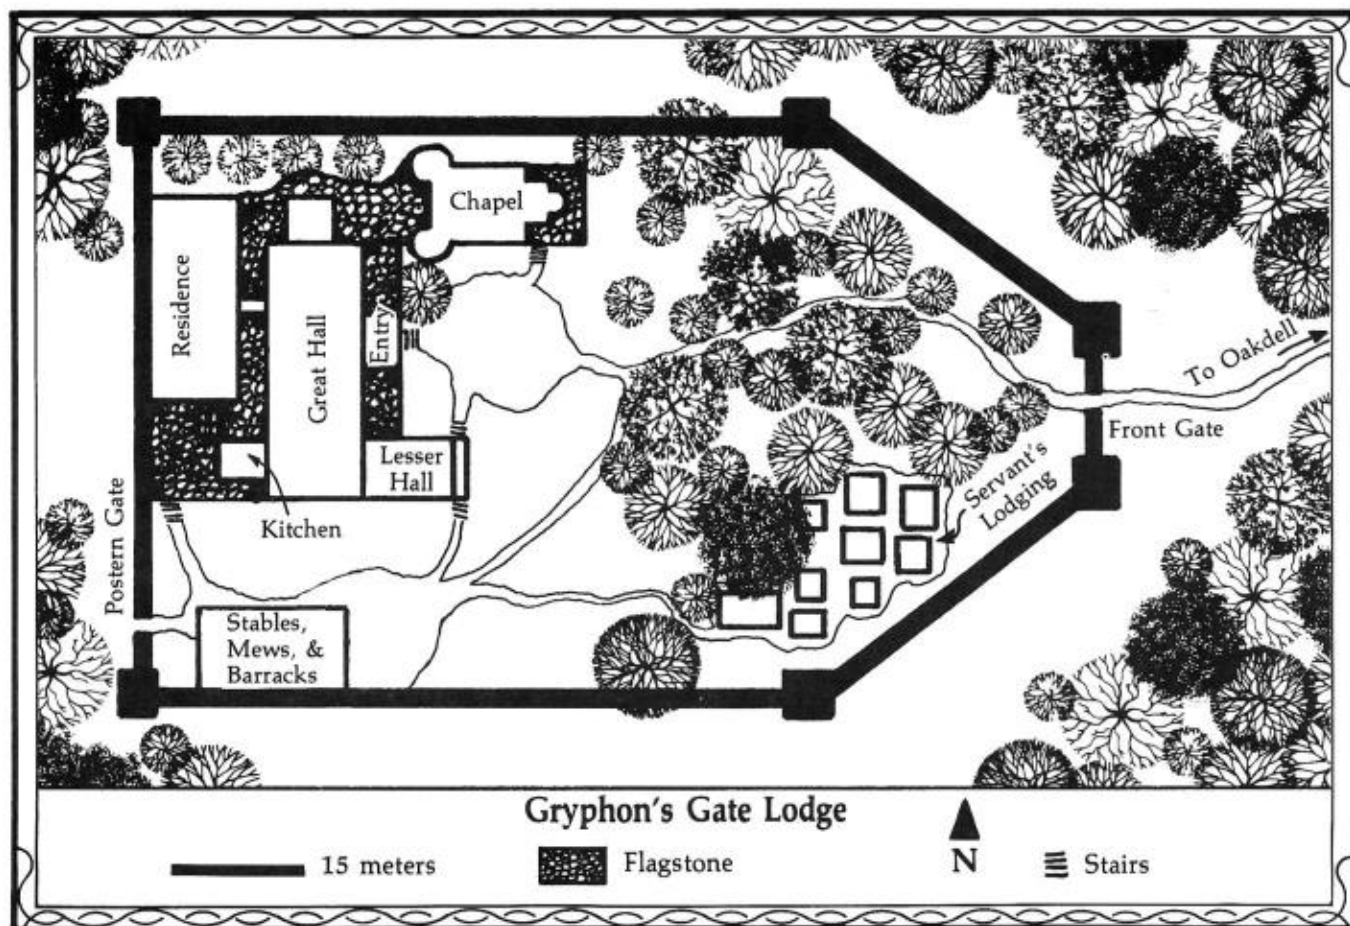 Chapel
Residence
Great Hall
Entry
To Oakdell
Front Gate
Lesser
Hall
Kitchen
Servant's
Lodging
Postern Gate
Stables,
Mews, &
Barracks
Gryphon's Gate Lodge
15 meters
Flagstone
N
Stairs